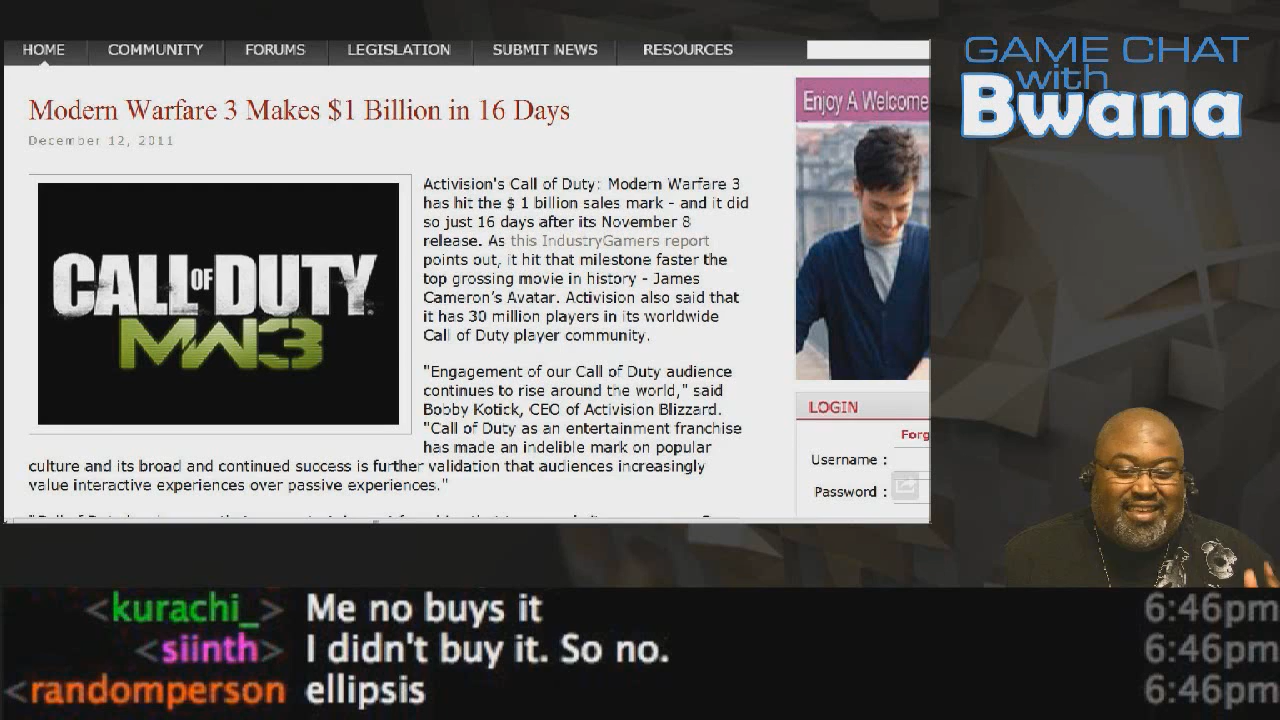 HOME COMMUNITY FORUMS LEGISLATION SUBMIT NEWS RESOURCES
GAME CHAT
with
Bwana
Modern Warfare 3 Makes $1 Billion in 16 Days
December 12, 2011
Enjoy A Welcome
CALL OF DUTY
MW3
Activision's Call of Duty: Modern Warfare 3
has hit the $ 1 billion sales mark - and it did
so just 16 days after its November 8
release. As this IndustryGamers report
points out, it hit that milestone faster the
top grossing movie in history - James
Cameron's Avatar. Activision also said that
it has 30 million players in its worldwide
Call of Duty player community.
"Engagement of our Call of Duty audience
continues to rise around the world," said
Bobby Kotick, CEO of Activision Blizzard.
"Call of Duty as an entertainment franchise
has made an indelible mark on popular
culture and its broad and continued success is further validation that audiences increasingly
value interactive experiences over passive experiences."
LOGIN
Forg
Username :
Password :
<kurachi_> Me no buys it 6:46pm
<siinth> I didn't buy it. So no. 6:46pm
<randomperson ellipsis 6:46pm